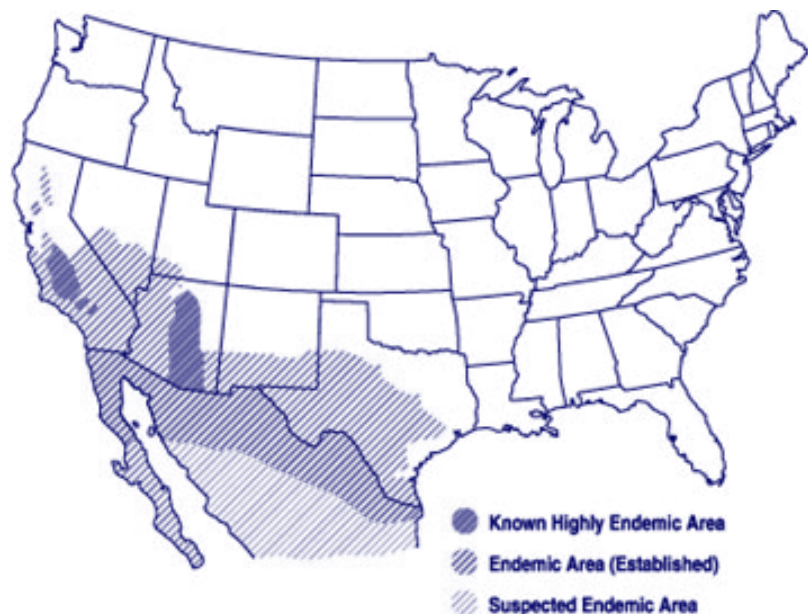 Known Highly Endemic Area
Endemic Area (Established)
Suspected Endemic Area